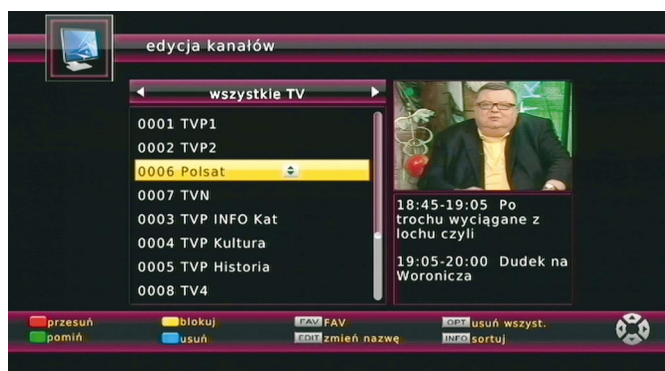 edycja kanałów
wszystkie TV
0001 TVP1
0002 TVP2
0006 Polsat
0007 TVN
0003 TVP INFO Kat
0004 TVP Kultura
0005 TVP Historia
0008 TV4
18:45-19:05 Po
trochu wyciągane z
lochu czyli
19:05-20:00 Dudek na
Woronicza
przesuń
blokuj
FAV FAV
OPT usuń wszyst.
pomiń
usuń
EDIT zmień nazwę
INFO sortuj